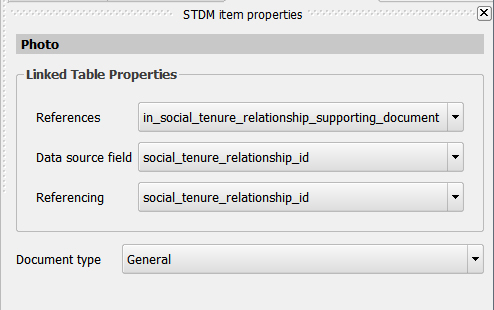 STDM item properties
Photo
Linked Table Properties
References in_social_tenure_relationship_supporting_document
Data source field social_tenure_relationship_id
Referencing social_tenure_relationship_id
Document type General